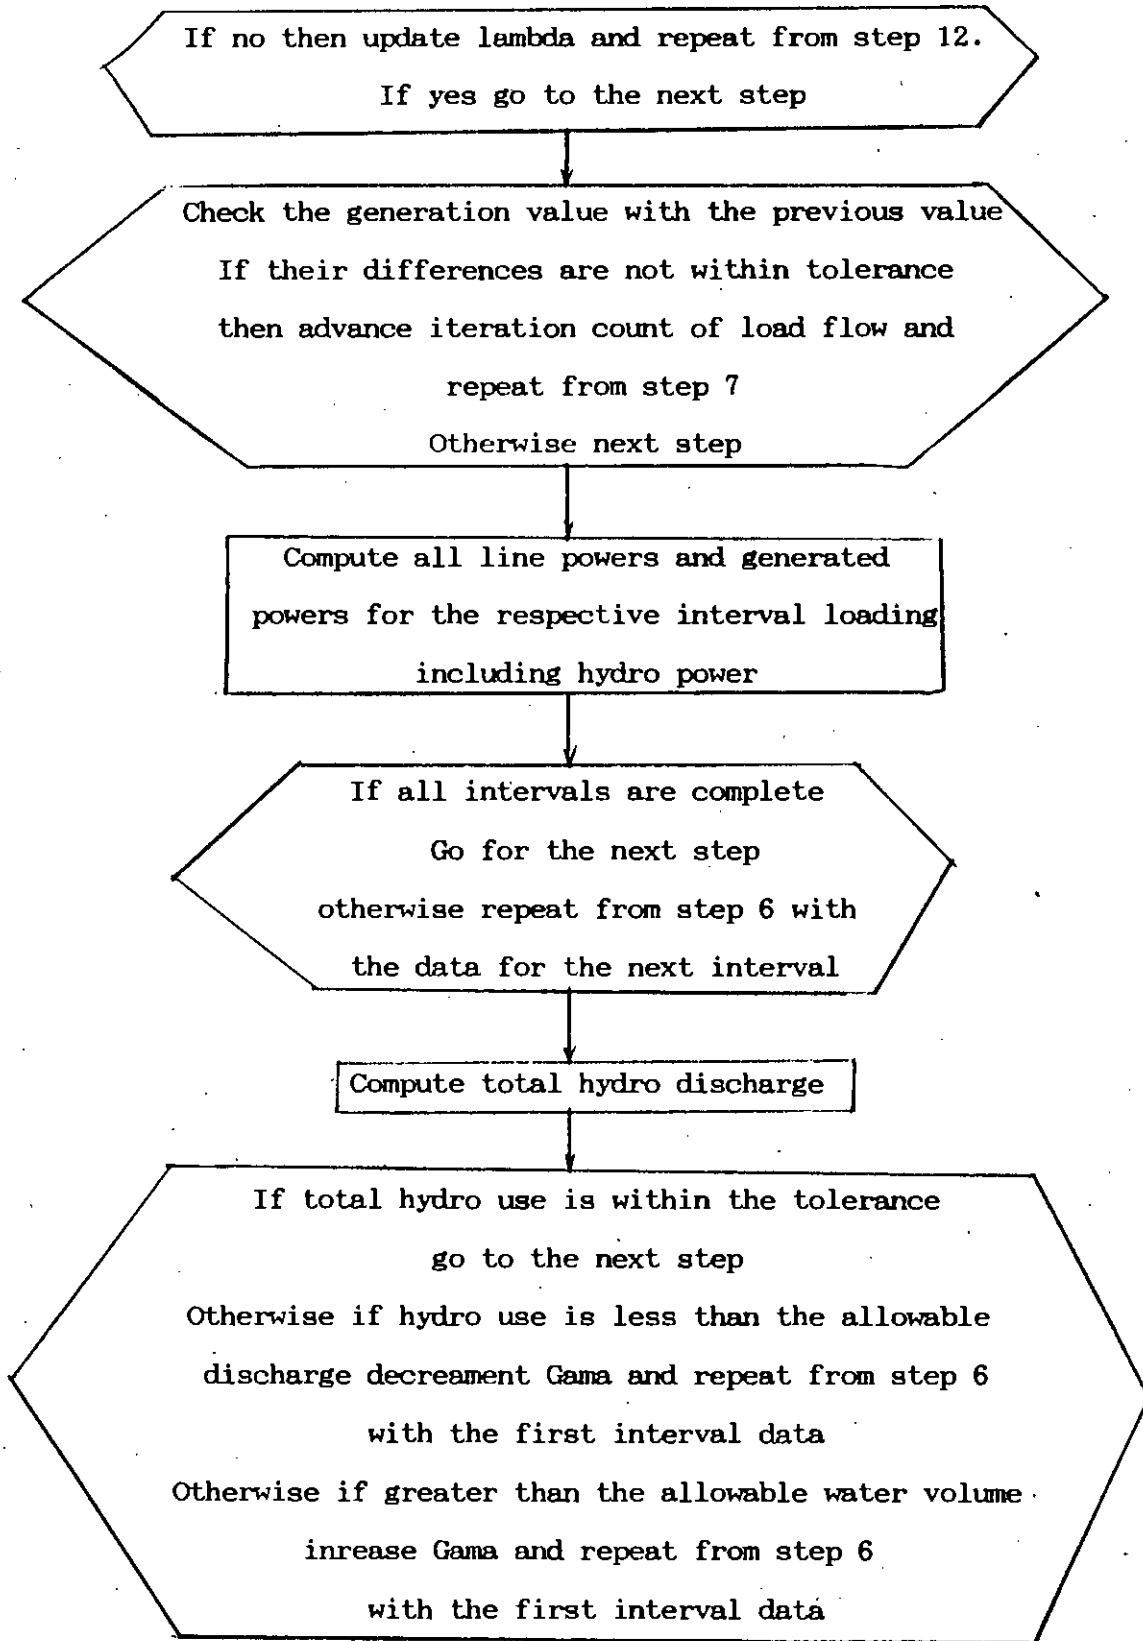 If no then update lambda and repeat from step 12.
If yes go to the next step
Check the generation value with the previous value
If their differences are not within tolerance
then advance iteration count of load flow and
repeat from step 7
Otherwise next step
Compute all line powers and generated
powers for the respective interval loading
including hydro power
If all intervals are complete
Go for the next step
otherwise repeat from step 6 with
the data for the next interval
Compute total hydro discharge
If total hydro use is within the tolerance
go to the next step
Otherwise if hydro use is less than the allowable
discharge decreament Gama and repeat from step 6
with the first interval data
Otherwise if greater than the allowable water volume
inrease Gama and repeat from step 6
with the first interval data